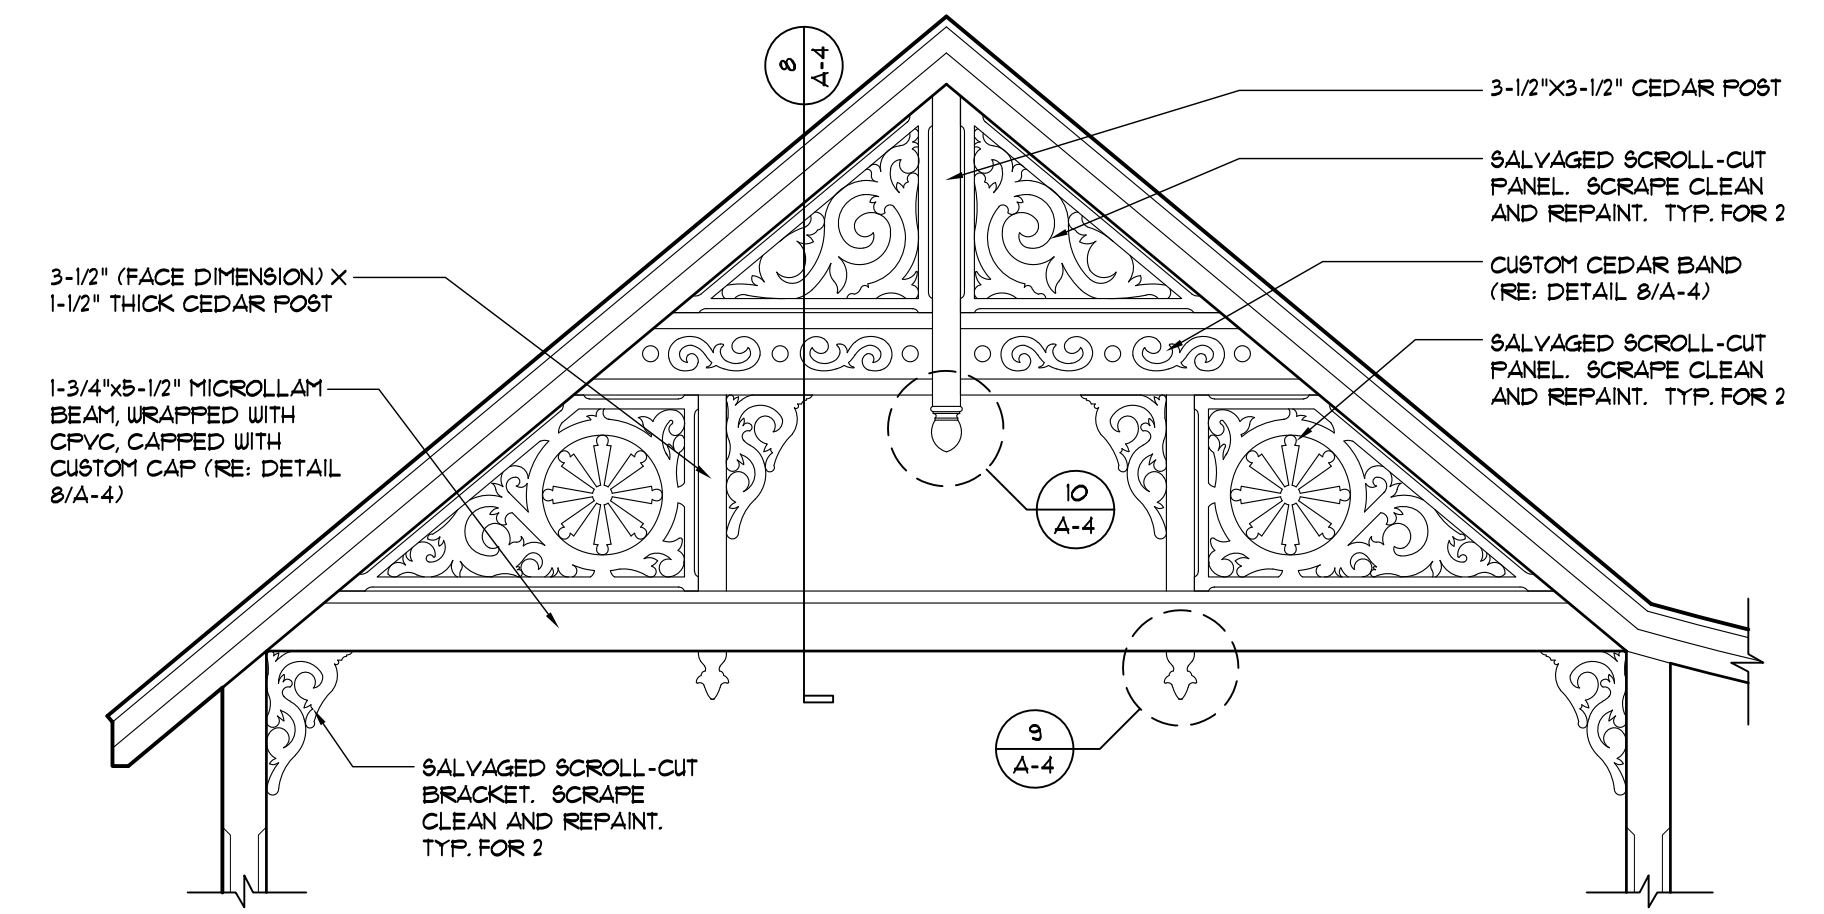 8
A-4
3-1/2"X3-1/2" CEDAR POST
SALVAGED SCROLL-CUT
PANEL. SCRAPE CLEAN
AND REPAINT. TYP. FOR 2
CUSTOM CEDAR BAND
(RE: DETAIL 8/A-4)
SALVAGED SCROLL-CUT
PANEL. SCRAPE CLEAN
AND REPAINT. TYP. FOR 2
3-1/2" (FACE DIMENSION) X
1-1/2" THICK CEDAR POST
1-3/4"x5-1/2" MICROLLAM
BEAM, WRAPPED WITH
CPVC, CAPPED WITH
CUSTOM CAP (RE: DETAIL
8/A-4)
10
A-4
9
A-4
SALVAGED SCROLL-CUT
BRACKET. SCRAPE
CLEAN AND REPAINT.
TYP. FOR 2